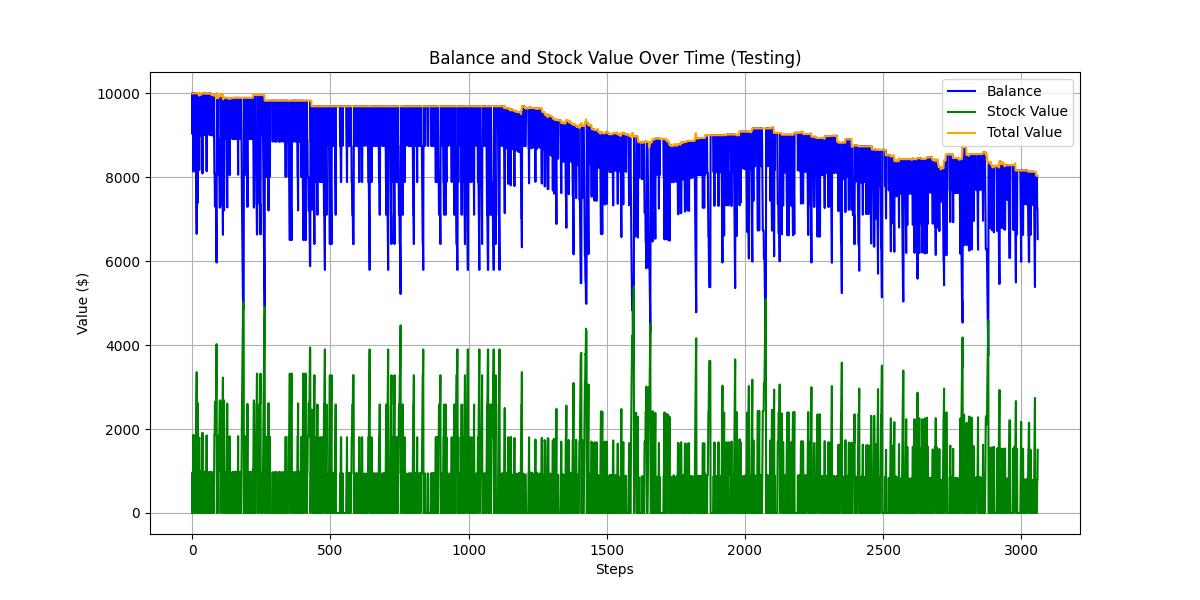 Balance and Stock Value Over Time (Testing)
Balance
Stock Value
Total Value
Value ($)
10000
8000
6000
4000
2000
0
0 500 1000 1500 2000 2500 3000
Steps